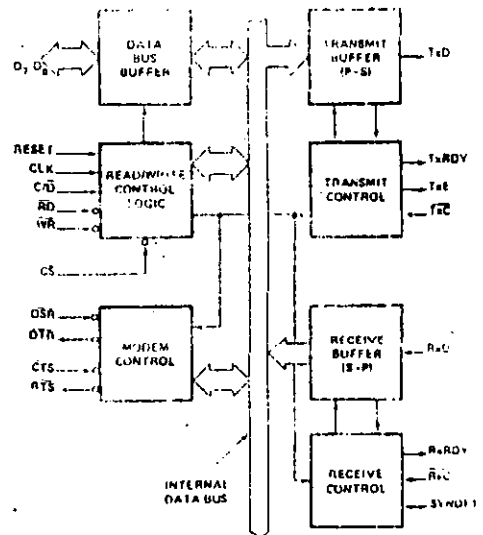 DATA
BUS
BUFFER
D7 D0
RESET
CLK
C/D
RD
WR
CS
READ/WRITE
CONTROL
LOGIC
DSR
DTR
CTS
RTS
MODEM
CONTROL
INTERNAL
DATA BUS
TRANSMIT
BUFFER
(P-S)
TxD
TRANSMIT
CONTROL
TxRDY
TxE
TxC
RECEIVE
BUFFER
(S-P)
RxD
RECEIVE
CONTROL
RxRDY
RxC
SYNDET